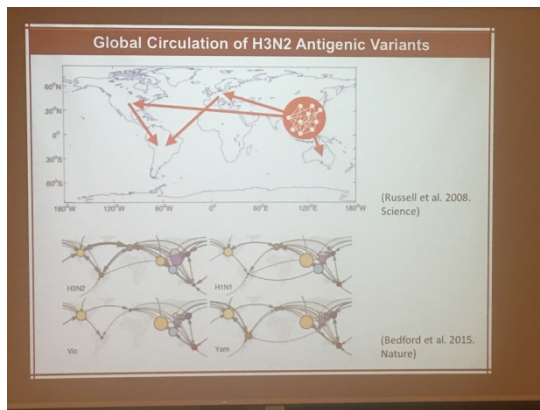 Global Circulation of H3N2 Antigenic Variants
60°N
30°N
0°
30°S
60°S
180°W 120°W 60°W 0° 60°E 120°E 180°W
(Russell et al. 2008.
Science)
H3N2 H1N1
Vic Yam
(Bedford et al. 2015.
Nature)